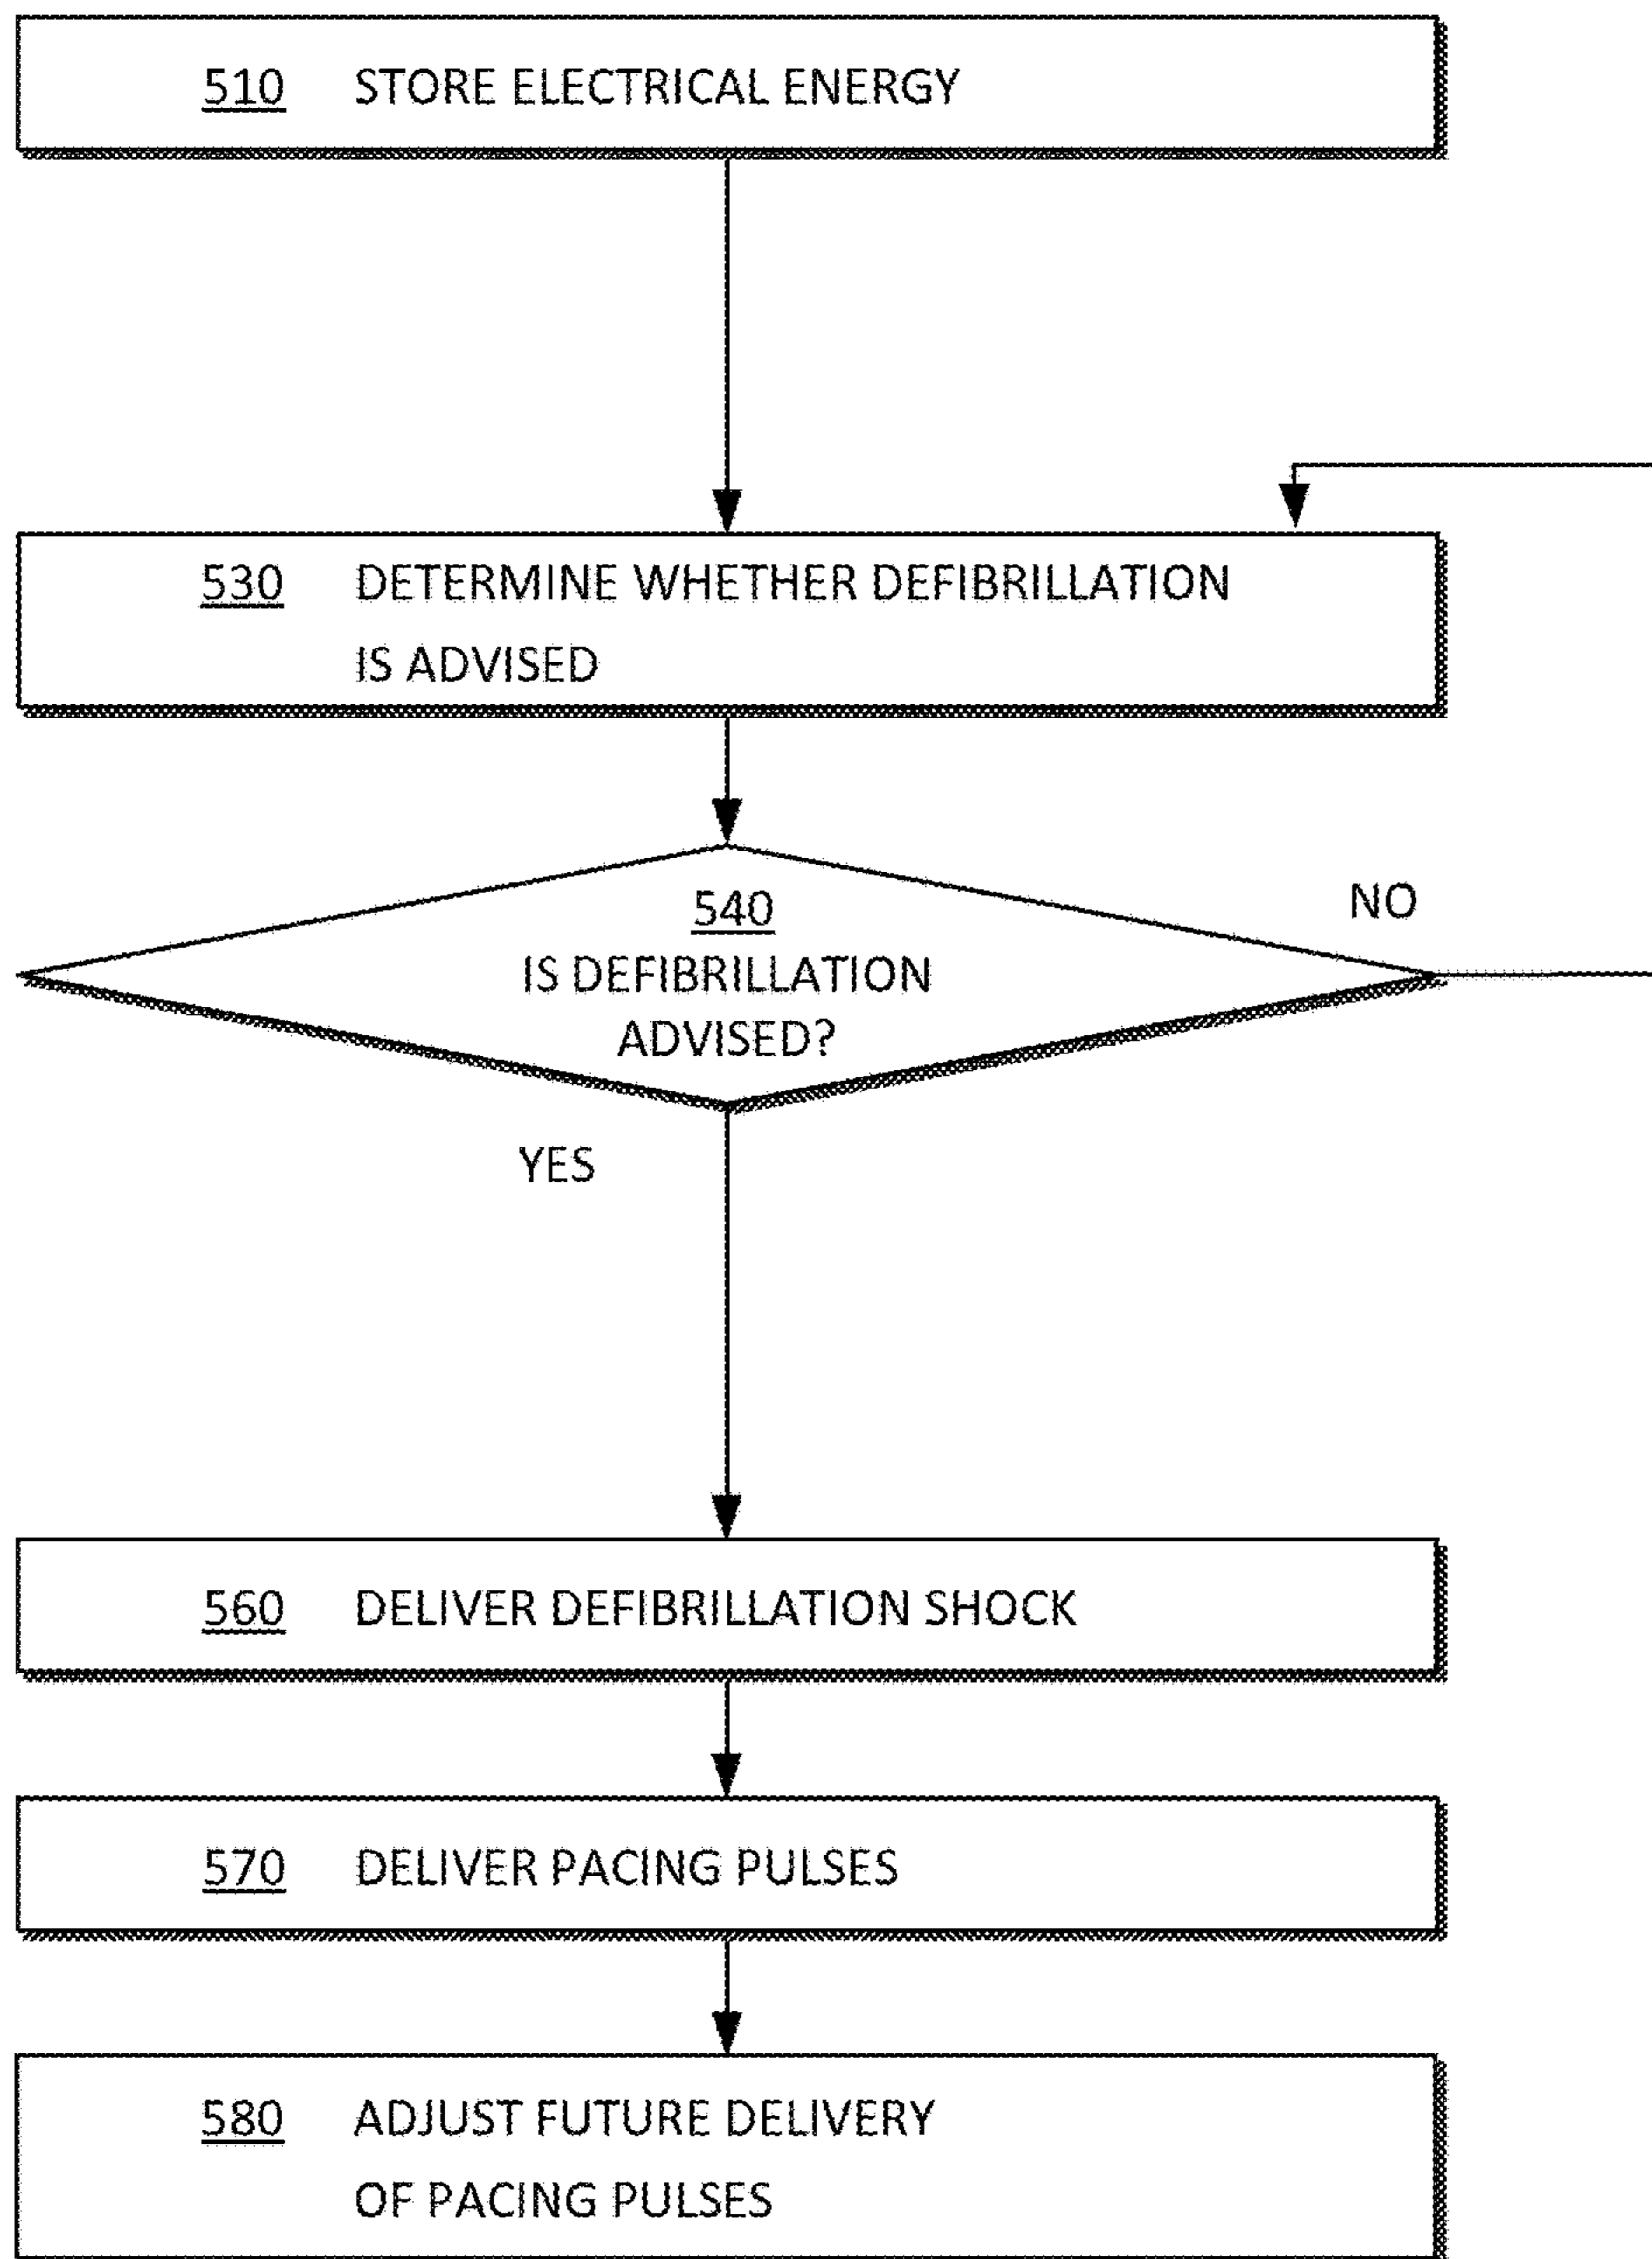 510 STORE ELECTRICAL ENERGY
530 DETERMINE WHETHER DEFIBRILLATION
IS ADVISED
540
NO
IS DEFIBRILLATION
ADVISED?
YES
560 DELIVER DEFIBRILLATION SHOCK
570 DELIVER PACING PULSES
580 ADJUST FUTURE DELIVERY
OF PACING PULSES